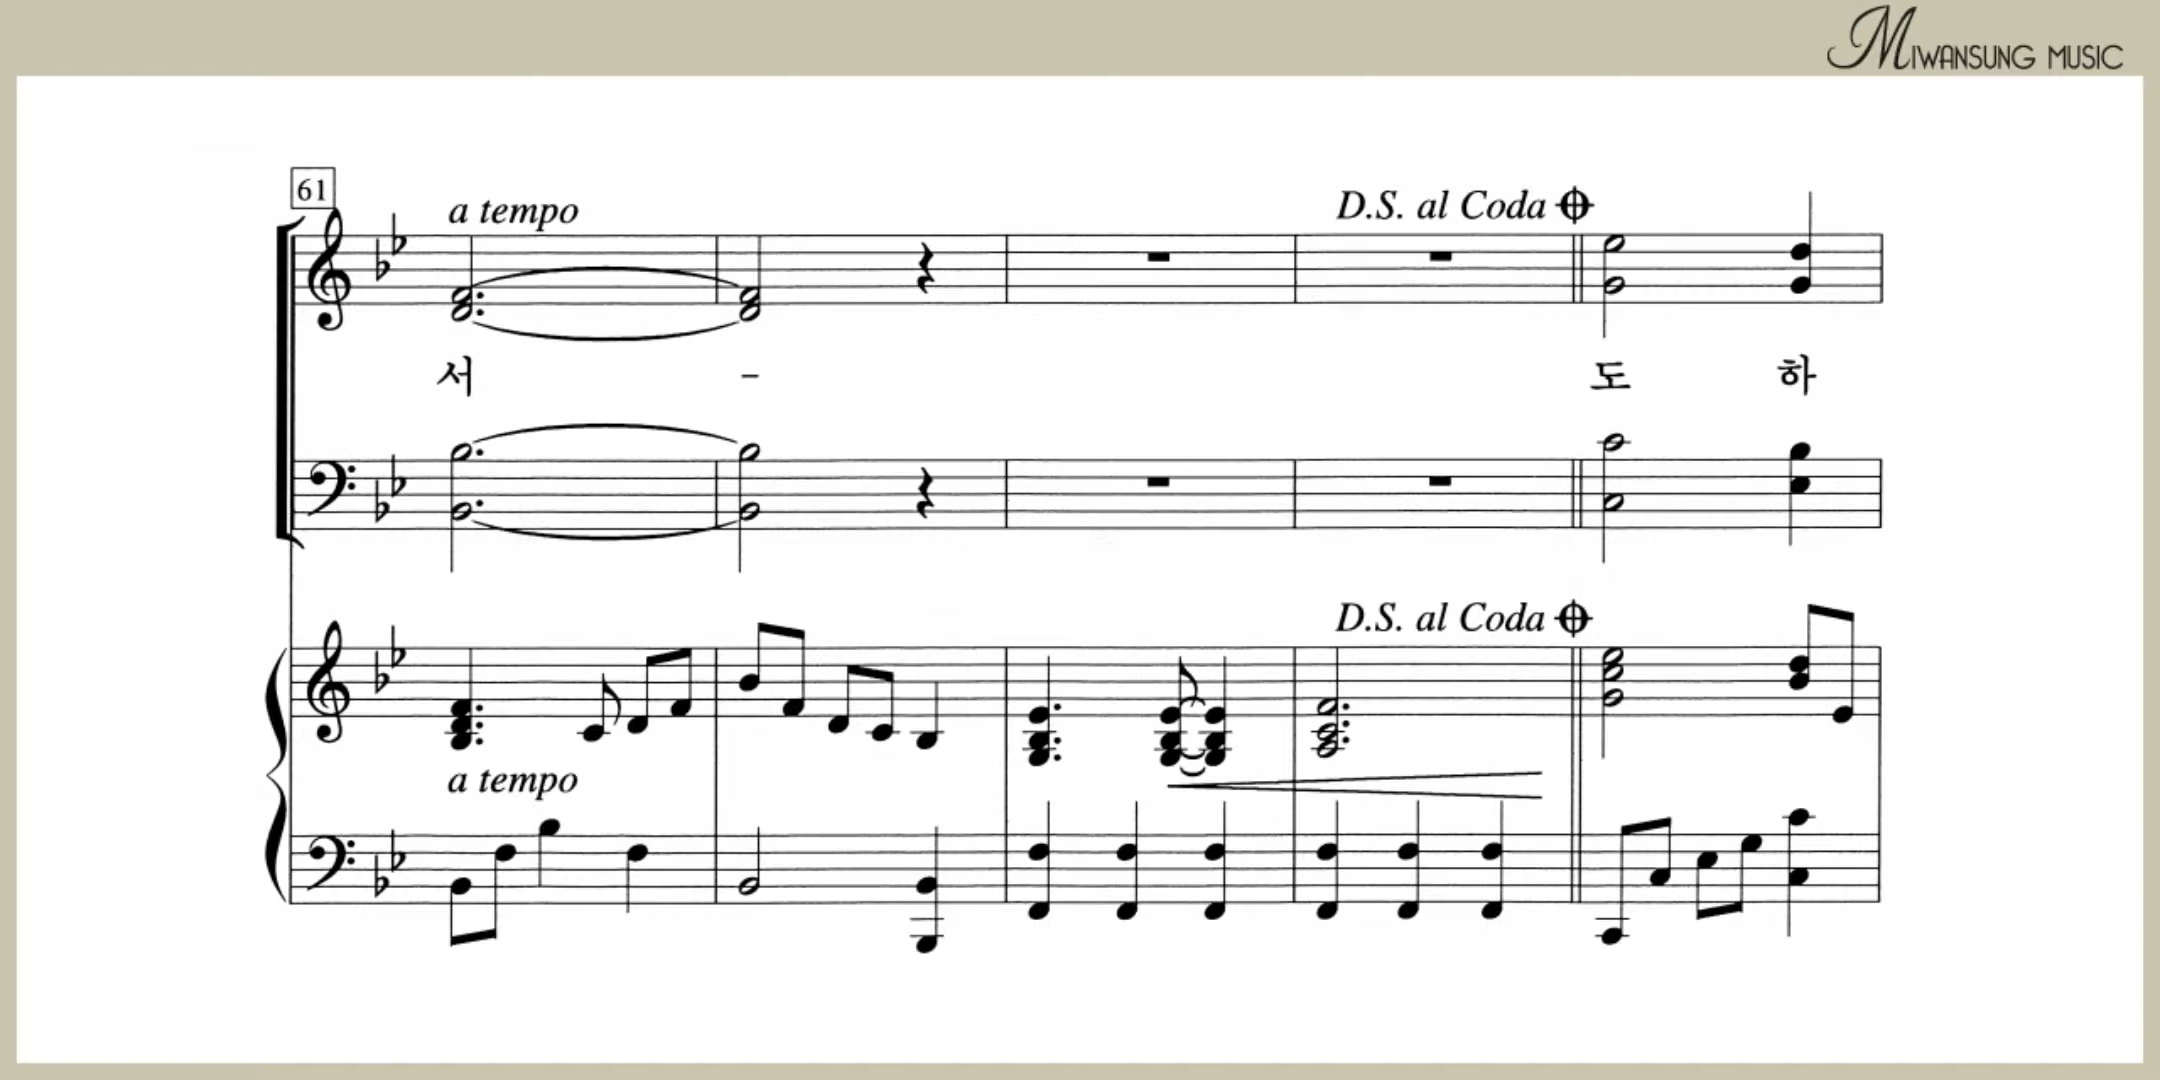 MIWANSUNG MUSIC
61
a tempo
D.S. al Coda
서 - 도 하
D.S. al Coda
a tempo